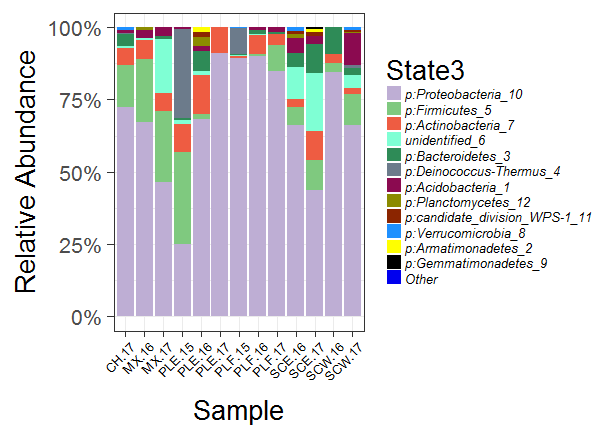 Relative Abundance
100%
75%
50%
25%
0%
CH.17
MX.16
MX.17
PLE.15
PLE.16
PLE.17
PLF.15
PLF.16
PLF.17
SCE.16
SCE.17
SCW.16
SCW.17
Sample
State3
p:Proteobacteria_10
p:Firmicutes_5
p:Actinobacteria_7
unidentified_6
p:Bacteroidetes_3
p:Deinococcus-Thermus_4
p:Acidobacteria_1
p:Planctomycetes_12
p:candidate_division_WPS-1_11
p:Verrucomicrobia_8
p:Armatimonadetes_2
p:Gemmatimonadetes_9
Other